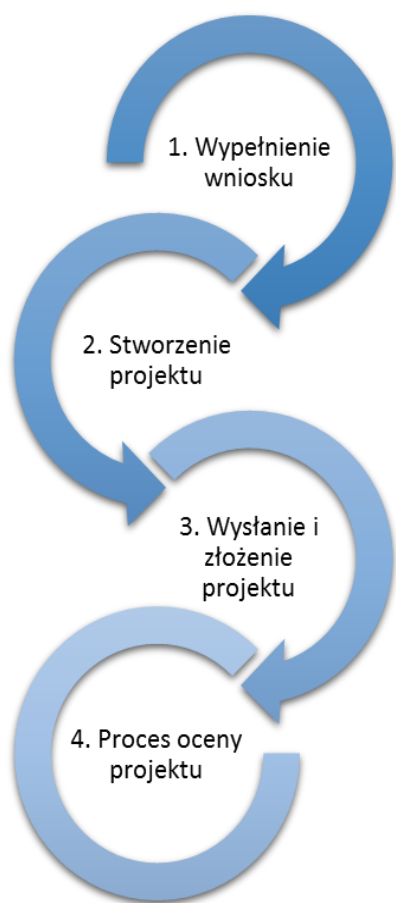 1. Wypełnienie
wniosku
2. Stworzenie
projektu
3. Wysłanie i
złożenie
projektu
4. Proces oceny
projektu